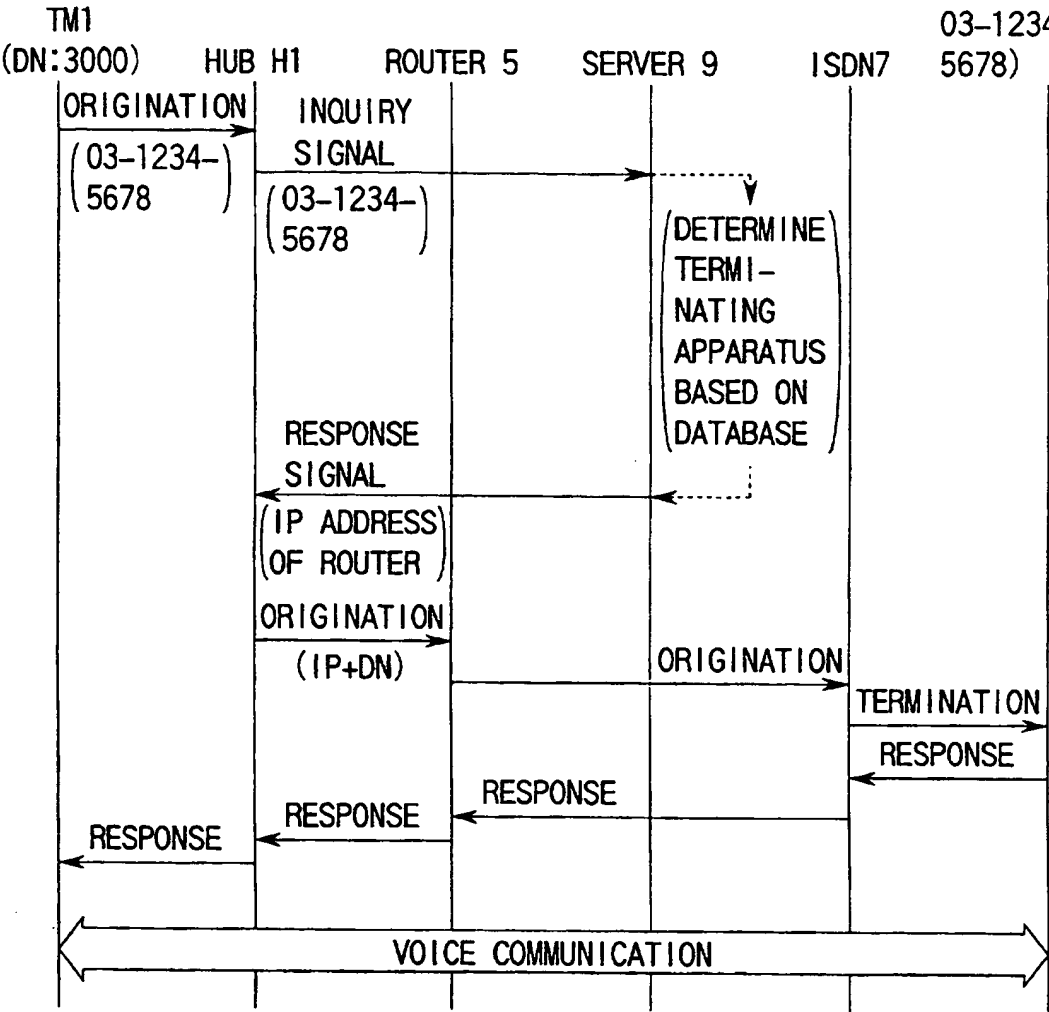 TM1
(DN:3000)
HUB H1
ROUTER 5
SERVER 9
ISDN7
03-1234
5678)
ORIGINATION
(03-1234-
5678)
INQUIRY
SIGNAL
(03-1234-
5678)
(DETERMINE
TERMI-
NATING
APPARATUS
BASED ON
DATABASE)
RESPONSE
SIGNAL
(IP ADDRESS
OF ROUTER)
ORIGINATION
(IP+DN)
ORIGINATION
TERMINATION
RESPONSE
RESPONSE
RESPONSE
RESPONSE
VOICE COMMUNICATION